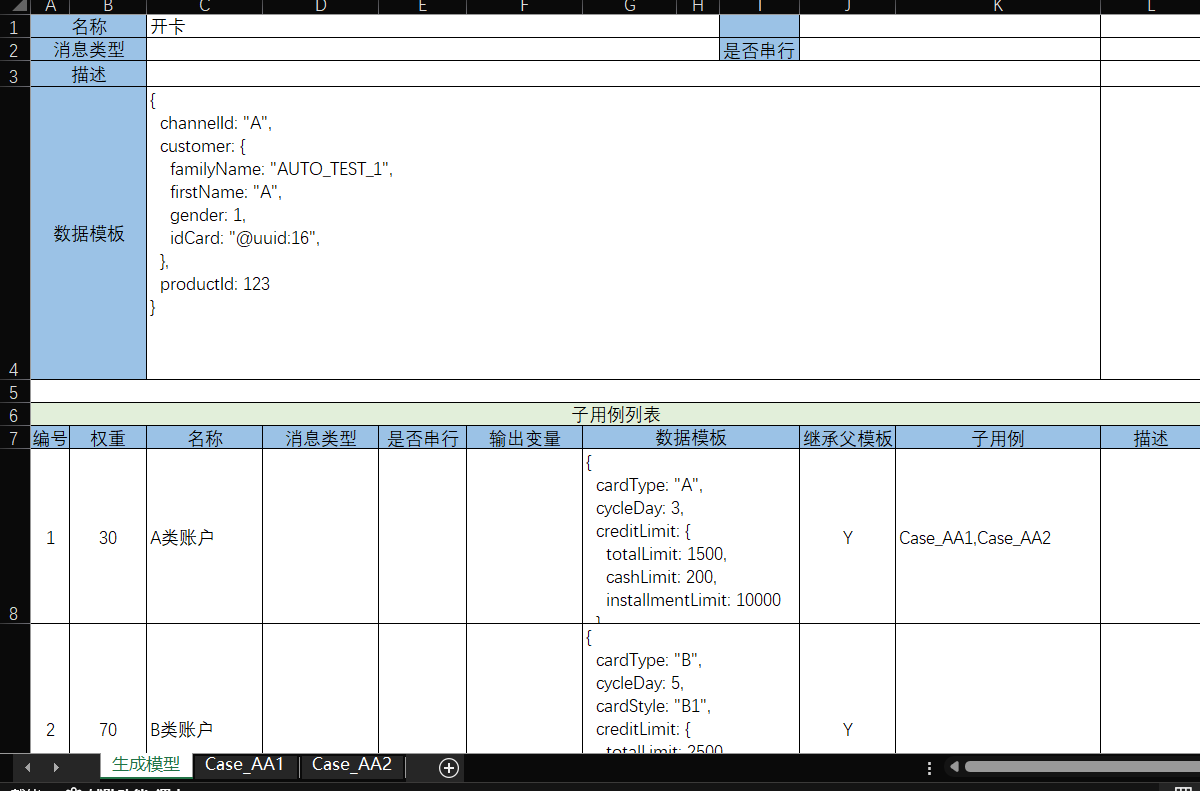 A B C D E F G H I J K L
1 名称 开卡
2 消息类型 是否串行
3 描述
4 数据模板
{
channelId: "A",
customer: {
familyName: "AUTO_TEST_1",
firstName: "A",
gender: 1,
idCard: "@uuid:16",
},
productId: 123
}
5
6 子用例列表
7 编号 权重 名称 消息类型 是否串行 输出变量 数据模板 继承父模板 子用例 描述
8 1 30 A类账户
{
cardType: "A",
cycleDay: 3,
creditLimit: {
totalLimit: 1500,
cashLimit: 200,
installmentLimit: 10000
}
Y Case_AA1,Case_AA2
2 70 B类账户
{
cardType: "B",
cycleDay: 5,
cardStyle: "B1",
creditLimit: {
totalLimit: 2500
Y
生成模型 Case_AA1 Case_AA2